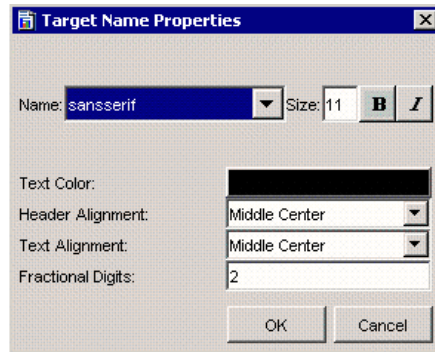 Target Name Properties
Name: sansserif Size: 11 B I
Text Color:
Header Alignment: Middle Center
Text Alignment: Middle Center
Fractional Digits: 2
OK Cancel